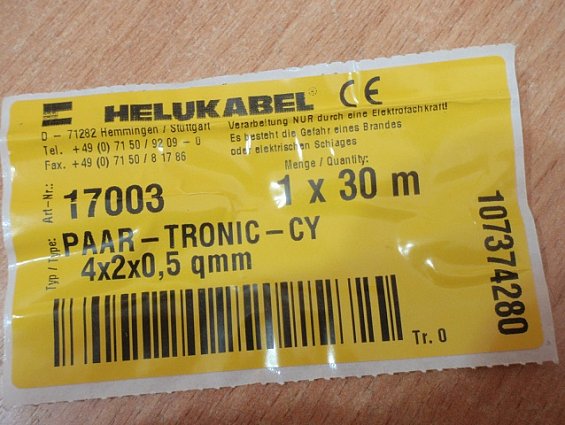 HELUKABEL CE
D - 71282 Hemmingen / Stuttgart
Tel. +49 (0) 71 50 / 92 09 - 0
Fax. +49 (0) 71 50 / 8 17 86
Verarbeitung NUR durch eine Elektrofachkraft!
Es besteht die Gefahr eines Brandes
oder elektrischen Schlages
Art-Nr.: 17003
Menge / Quantity:
1 x 30 m
Typ / Type: PAAR-TRONIC-CY
4x2x0,5 qmm
Tr. 0
107374280